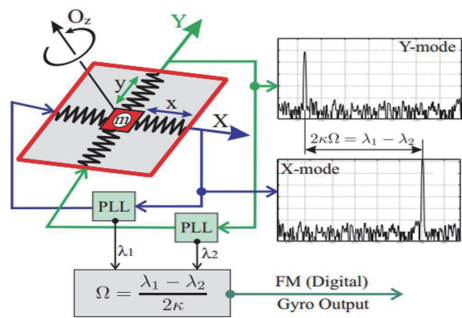 O_z
Y
Y-mode
y
x
X
m
2κΩ = λ₁ − λ₂
X-mode
PLL
PLL
λ₁
λ₂
Ω = (λ₁ − λ₂) / 2κ
FM (Digital)
Gyro Output